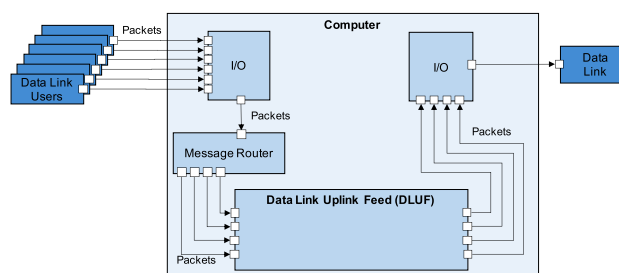 Computer
Packets
I/O
I/O
Data
Link
Data Link
Users
Packets
Message Router
Packets
Data Link Uplink Feed (DLUF)
Packets